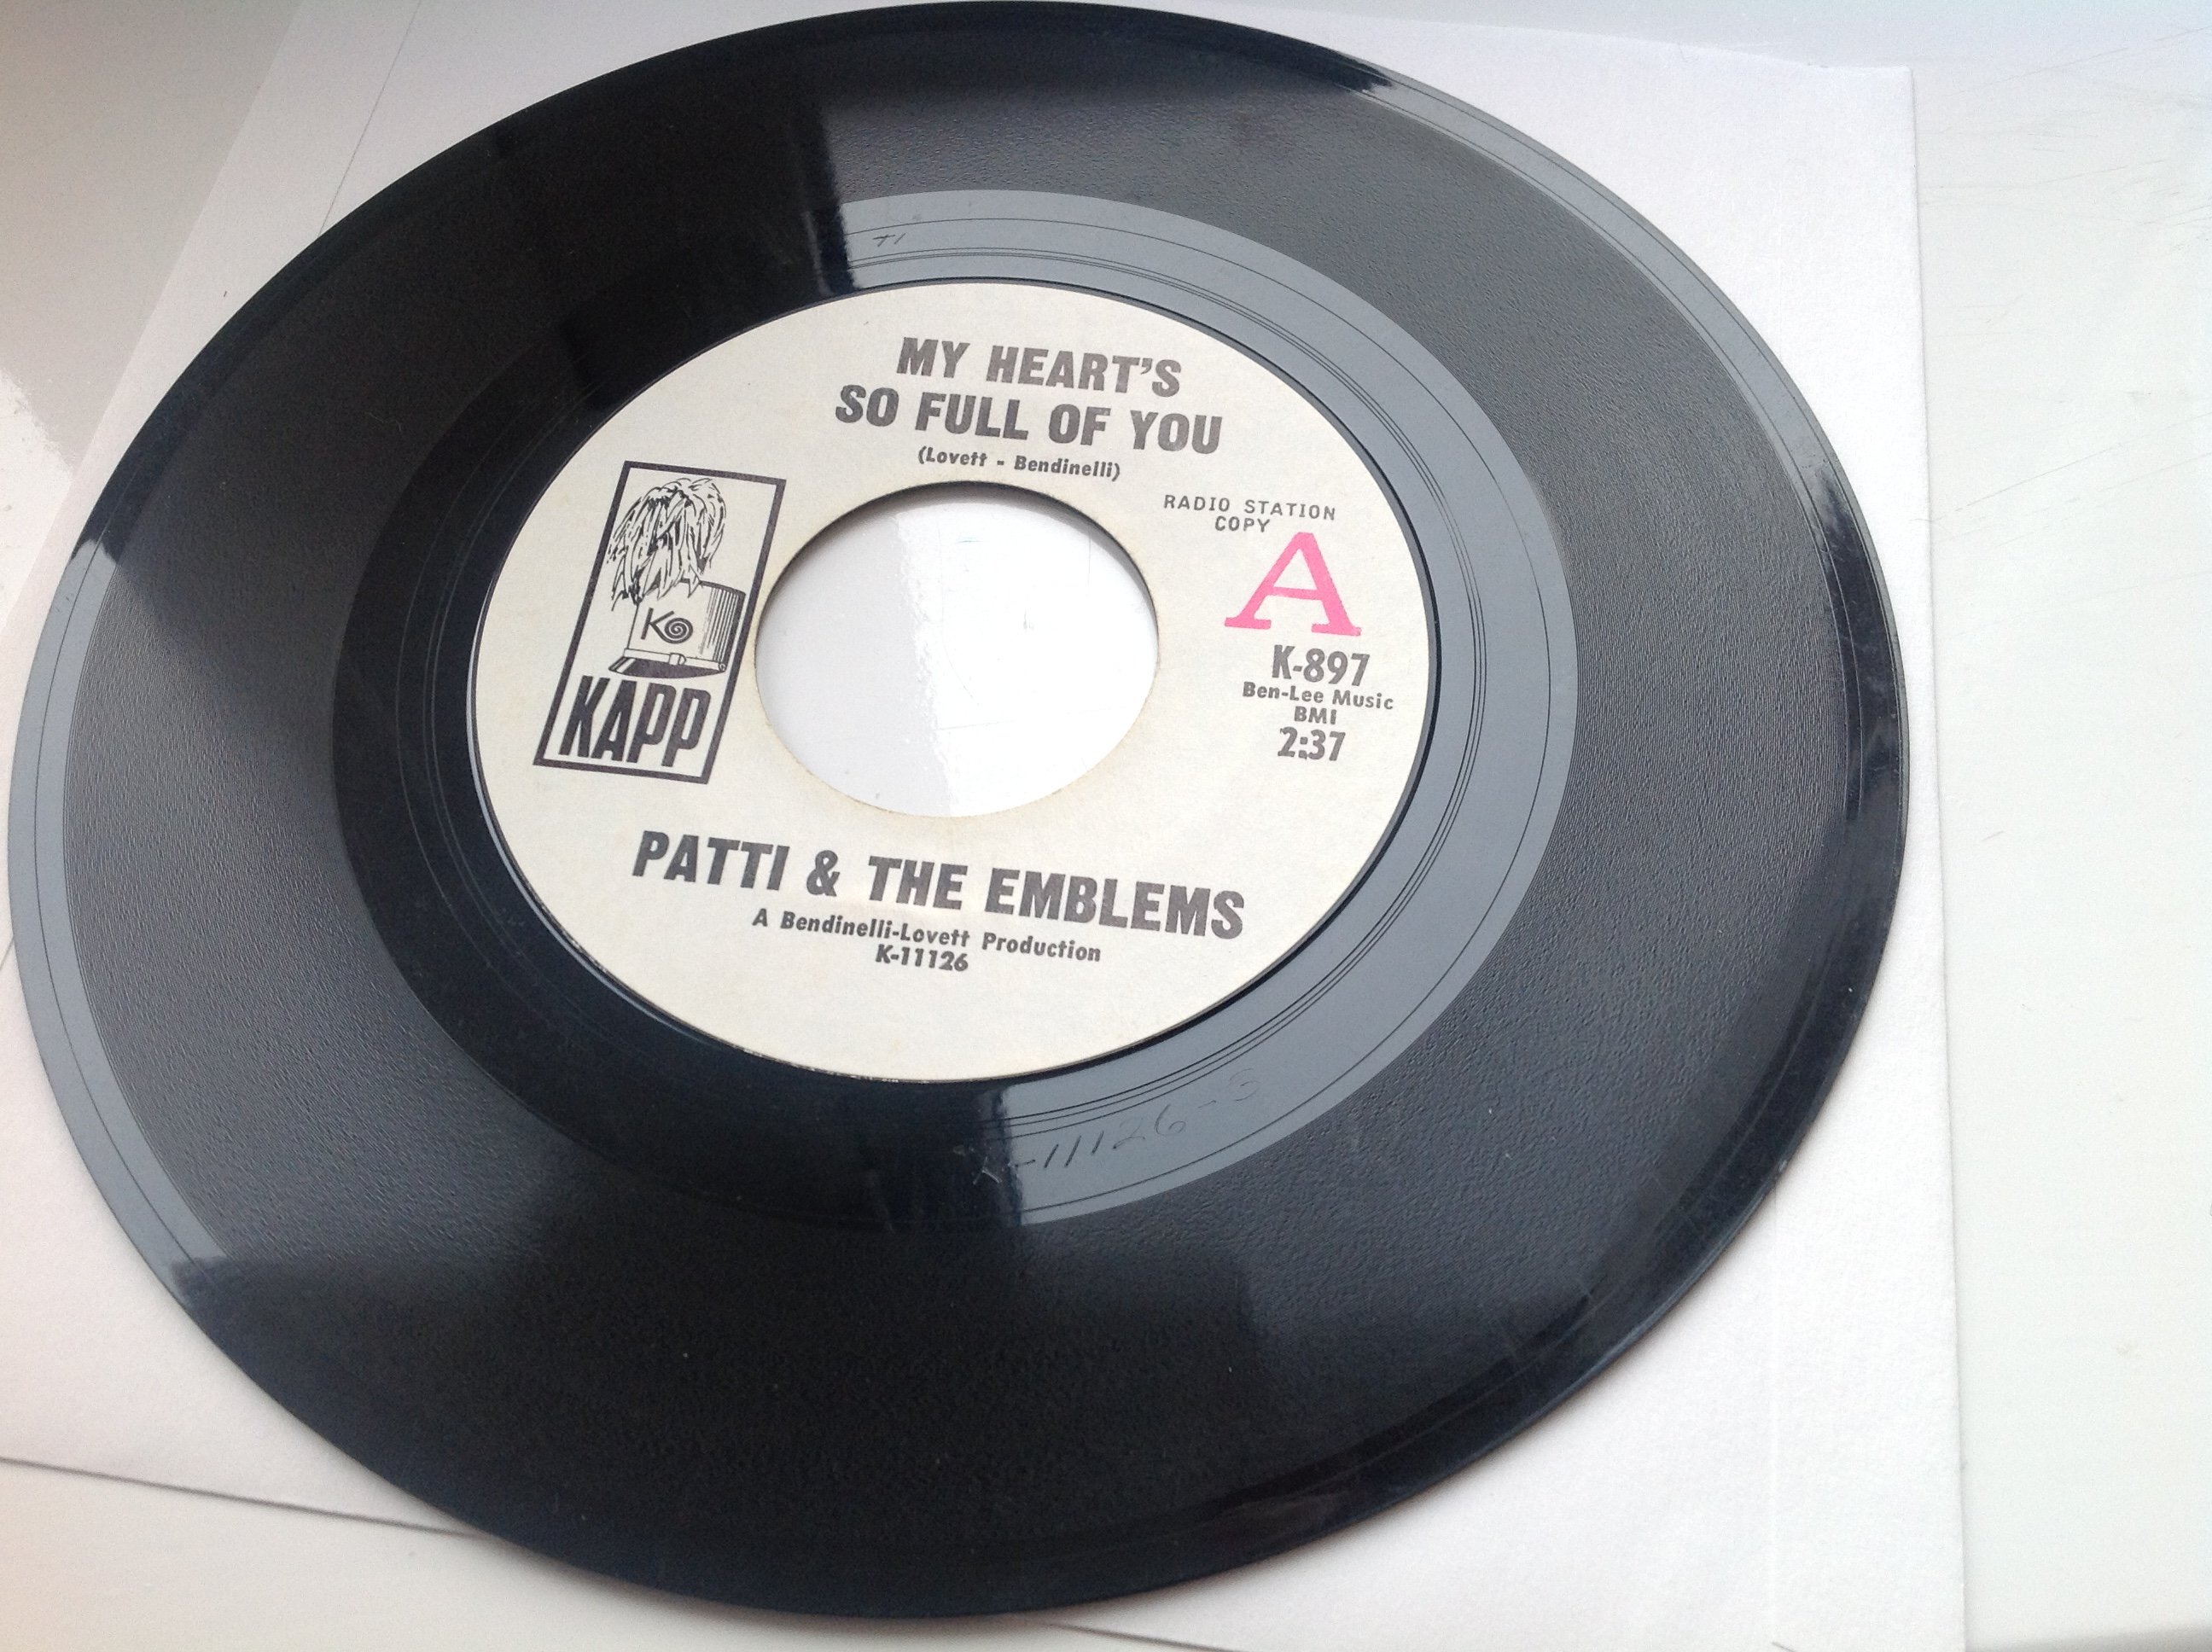 MY HEART'S
SO FULL OF YOU
(Lovett - Bendinelli)
RADIO STATION
COPY
A
K-897
Ben-Lee Music
BMI
2:37
K
KAPP
PATTI & THE EMBLEMS
A Bendinelli-Lovett Production
K-11126
-11126-S